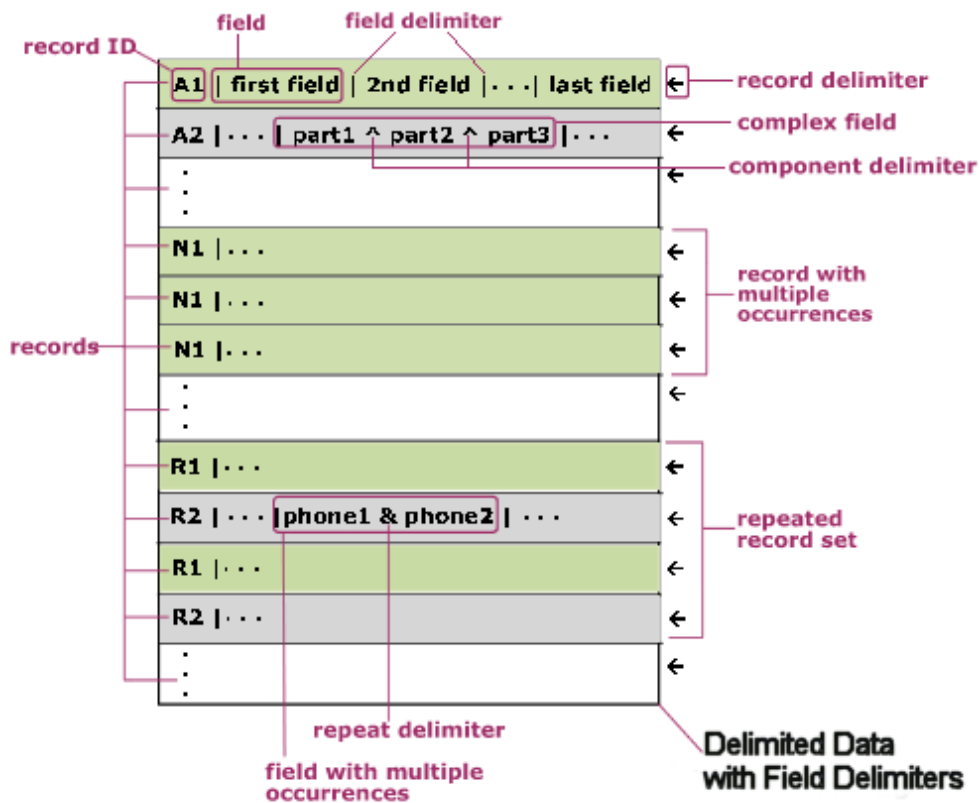 field
field delimiter
record ID
A1 | first field | 2nd field |...| last field ← record delimiter
complex field
A2 |... | part1 ^ part2 ^ part3 |... ←
component delimiter
. ←
.
.
N1 |... ←
record with
multiple
occurrences
N1 |... ←
records
N1 |... ←
. ←
.
.
R1 |... ←
R2 |... |phone1 & phone2 | ... ←
repeated
record set
R1 |... ←
R2 |... ←
. ←
.
.
repeat delimiter
field with multiple
occurrences
Delimited Data
with Field Delimiters